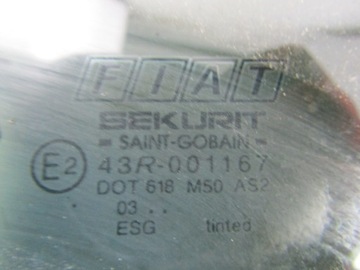 FIAT
SEKURIT
= SAINT-GOBAIN =
E2 43R-001167
DOT 618 M50 AS2
03 ..
ESG tinted